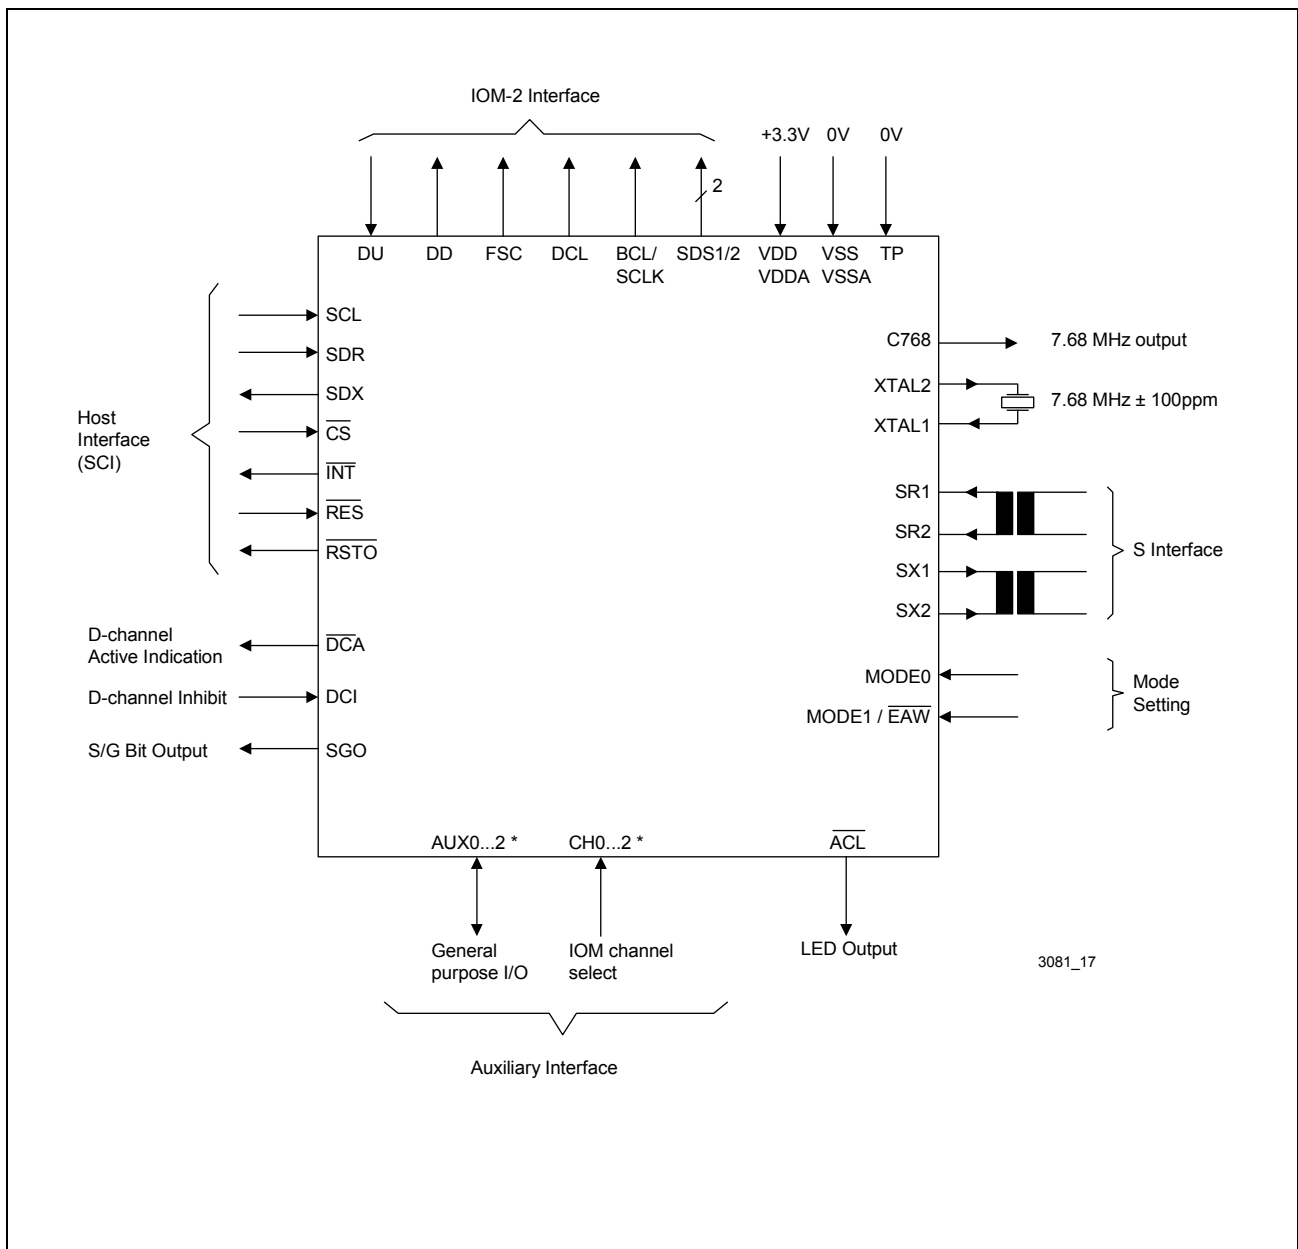 IOM-2 Interface
+3.3V 0V 0V
2
DU DD FSC DCL BCL/ SDS1/2 VDD VSS TP
SCLK VDDA VSSA
SCL
SDR
SDX
CS
INT
RES
RSTO
Host
Interface
(SCI)
D-channel
Active Indication
DCA
D-channel Inhibit
DCI
S/G Bit Output
SGO
C768
7.68 MHz output
XTAL2
7.68 MHz ± 100ppm
XTAL1
SR1
SR2
S Interface
SX1
SX2
MODE0
MODE1 / EAW
Mode
Setting
AUX0...2 * CH0...2 * ACL
General
purpose I/O
IOM channel
select
LED Output
3081_17
Auxiliary Interface